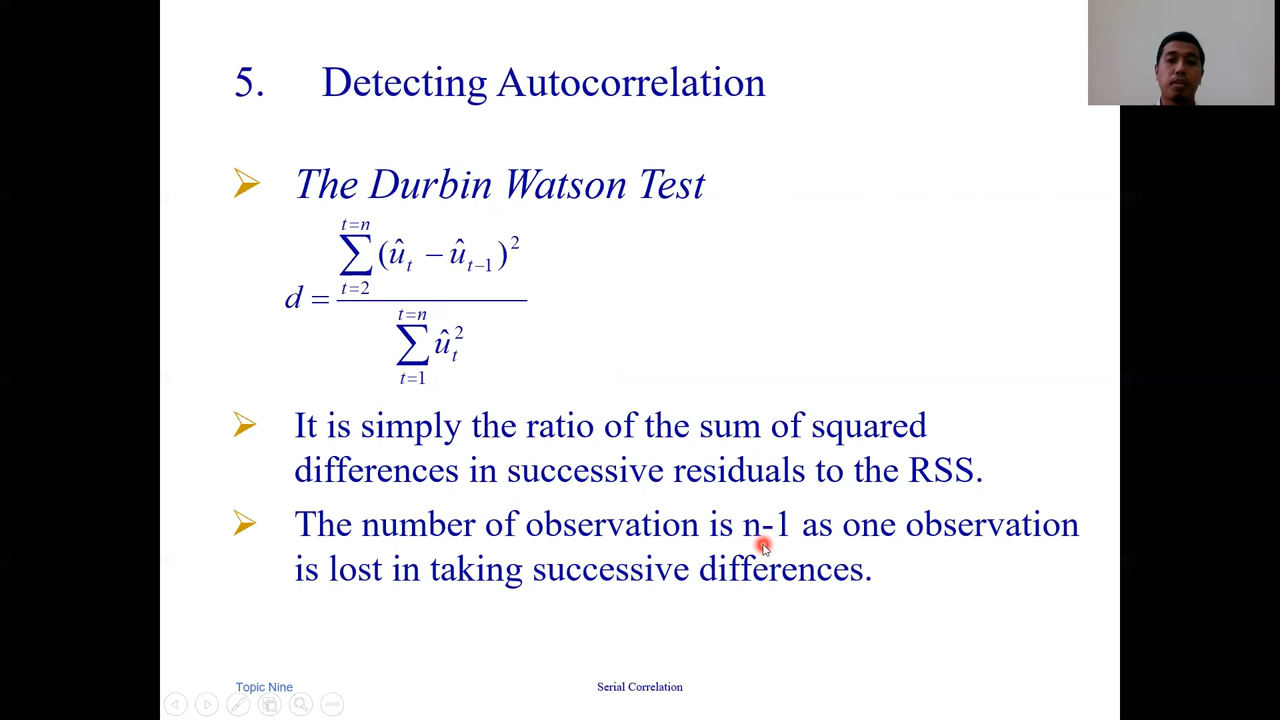 5. Detecting Autocorrelation
➢ The Durbin Watson Test
t=n
∑ (û_t − û_{t−1})^2
t=2
d =
t=n
∑ û_t^2
t=1
➢ It is simply the ratio of the sum of squared
differences in successive residuals to the RSS.
➢ The number of observation is n-1 as one observation
is lost in taking successive differences.
Topic Nine
Serial Correlation